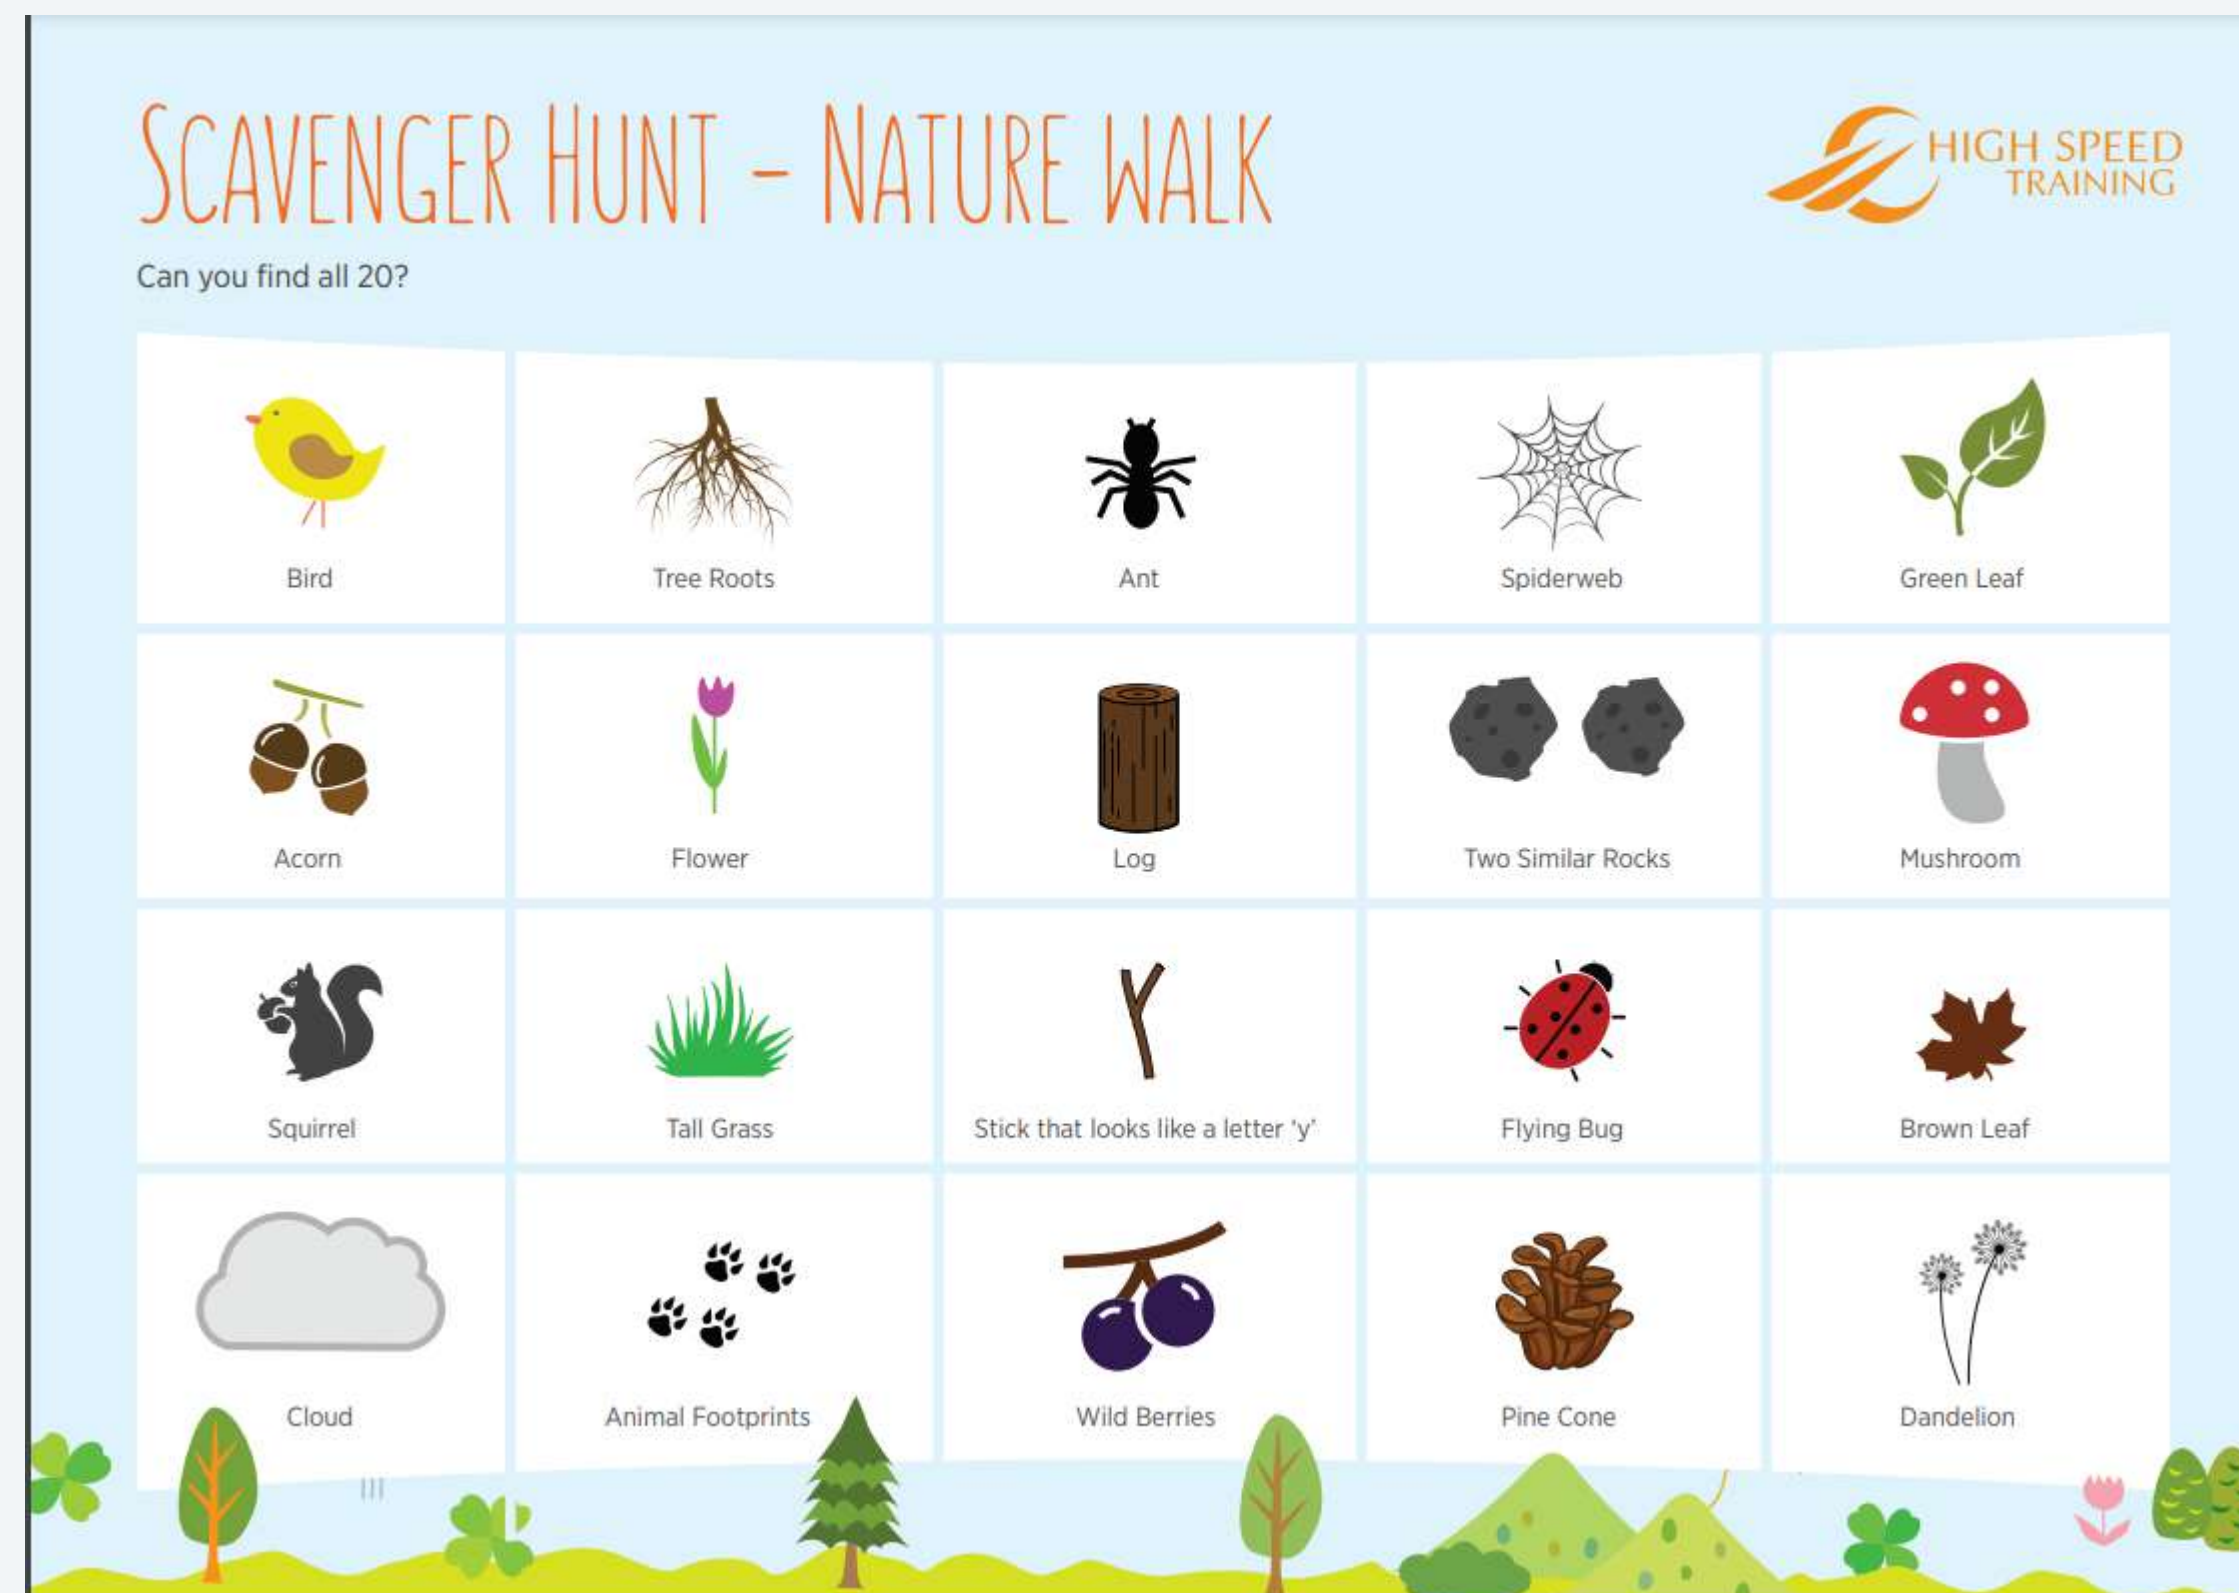 SCAVENGER HUNT - NATURE WALK
HIGH SPEED
TRAINING
Can you find all 20?
Bird
Tree Roots
Ant
Spiderweb
Green Leaf
Acorn
Flower
Log
Two Similar Rocks
Mushroom
Squirrel
Tall Grass
Stick that looks like a letter 'y'
Flying Bug
Brown Leaf
Cloud
Animal Footprints
Wild Berries
Pine Cone
Dandelion